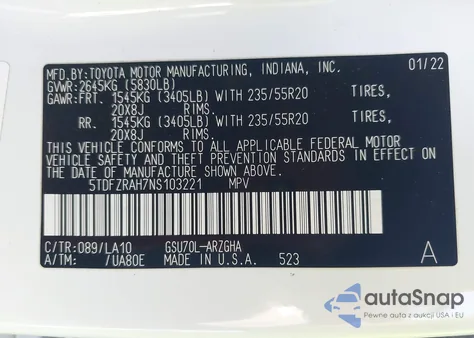 MFD.BY:TOYOTA MOTOR MANUFACTURING, INDIANA, INC. 01/22
GVWR: 2645KG (5830LB)
GAWR:FRT. 1545KG (3405LB) WITH 235/55R20 TIRES,
20X8J RIMS.
RR. 1545KG (3405LB) WITH 235/55R20 TIRES,
20X8J RIMS.
THIS VEHICLE CONFORMS TO ALL APPLICABLE FEDERAL MOTOR
VEHICLE SAFETY AND THEFT PREVENTION STANDARDS IN EFFECT ON
THE DATE OF MANUFACTURE SHOWN ABOVE.
5TDFZRAH7NS103221 MPV
C/TR:089/LA10 GSU70L-ARZGHA
A/TM: /UA80E MADE IN U.S.A. 523 A
autoSnap
Pewne auta z aukcji USA i EU